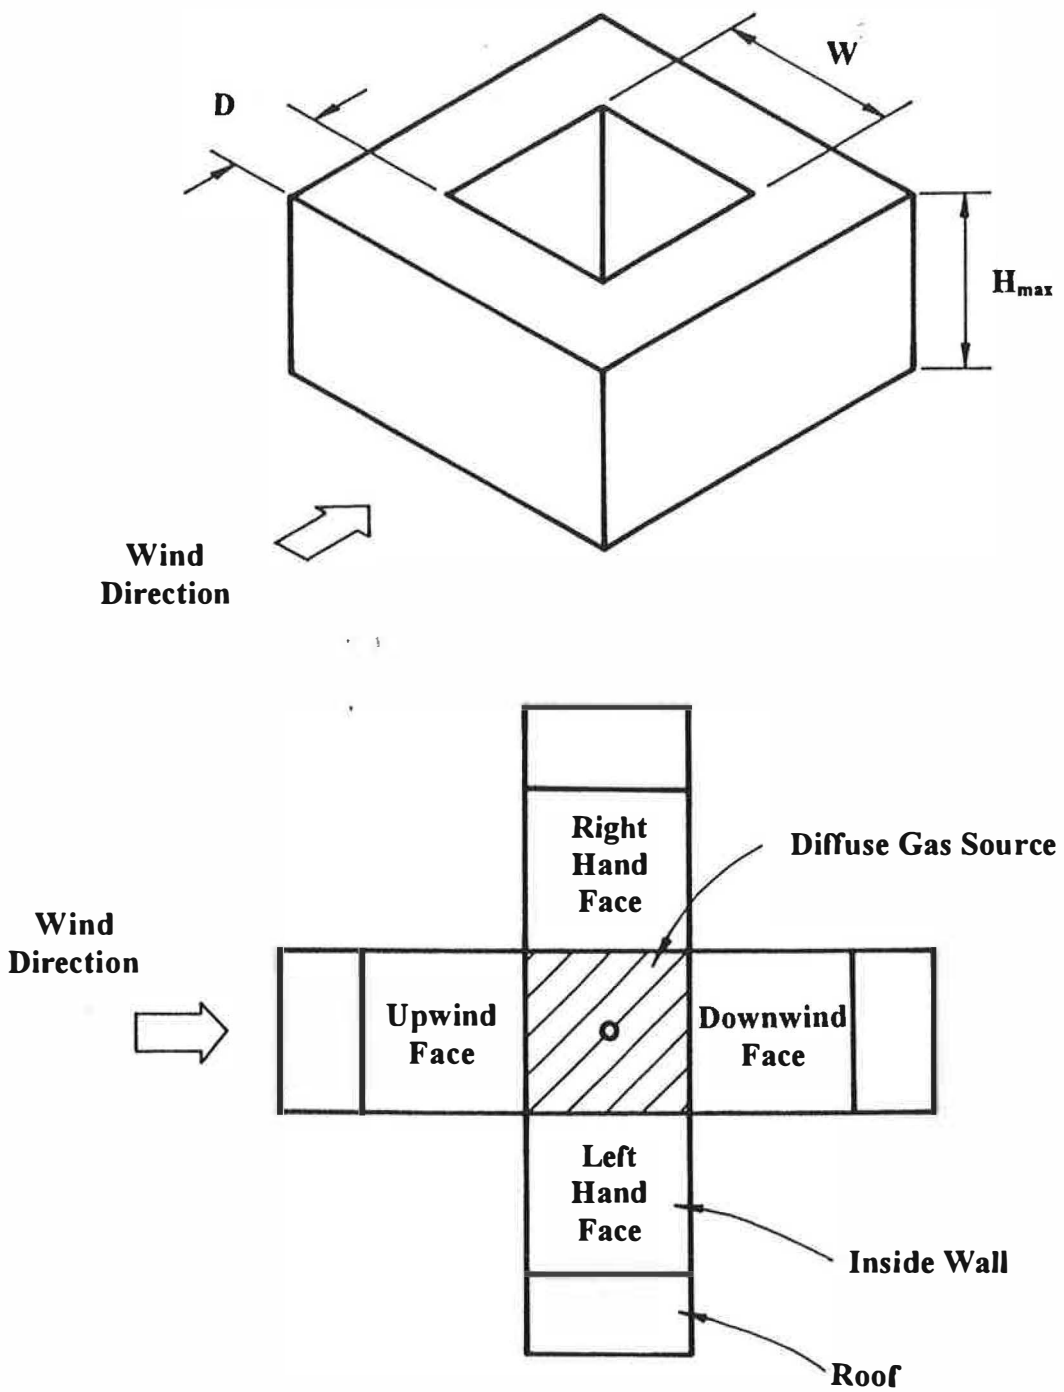 W
D
H_max
Wind
Direction
Right
Hand
Face
Diffuse Gas Source
Wind
Direction
Upwind
Face
Downwind
Face
Left
Hand
Face
Inside Wall
Roof